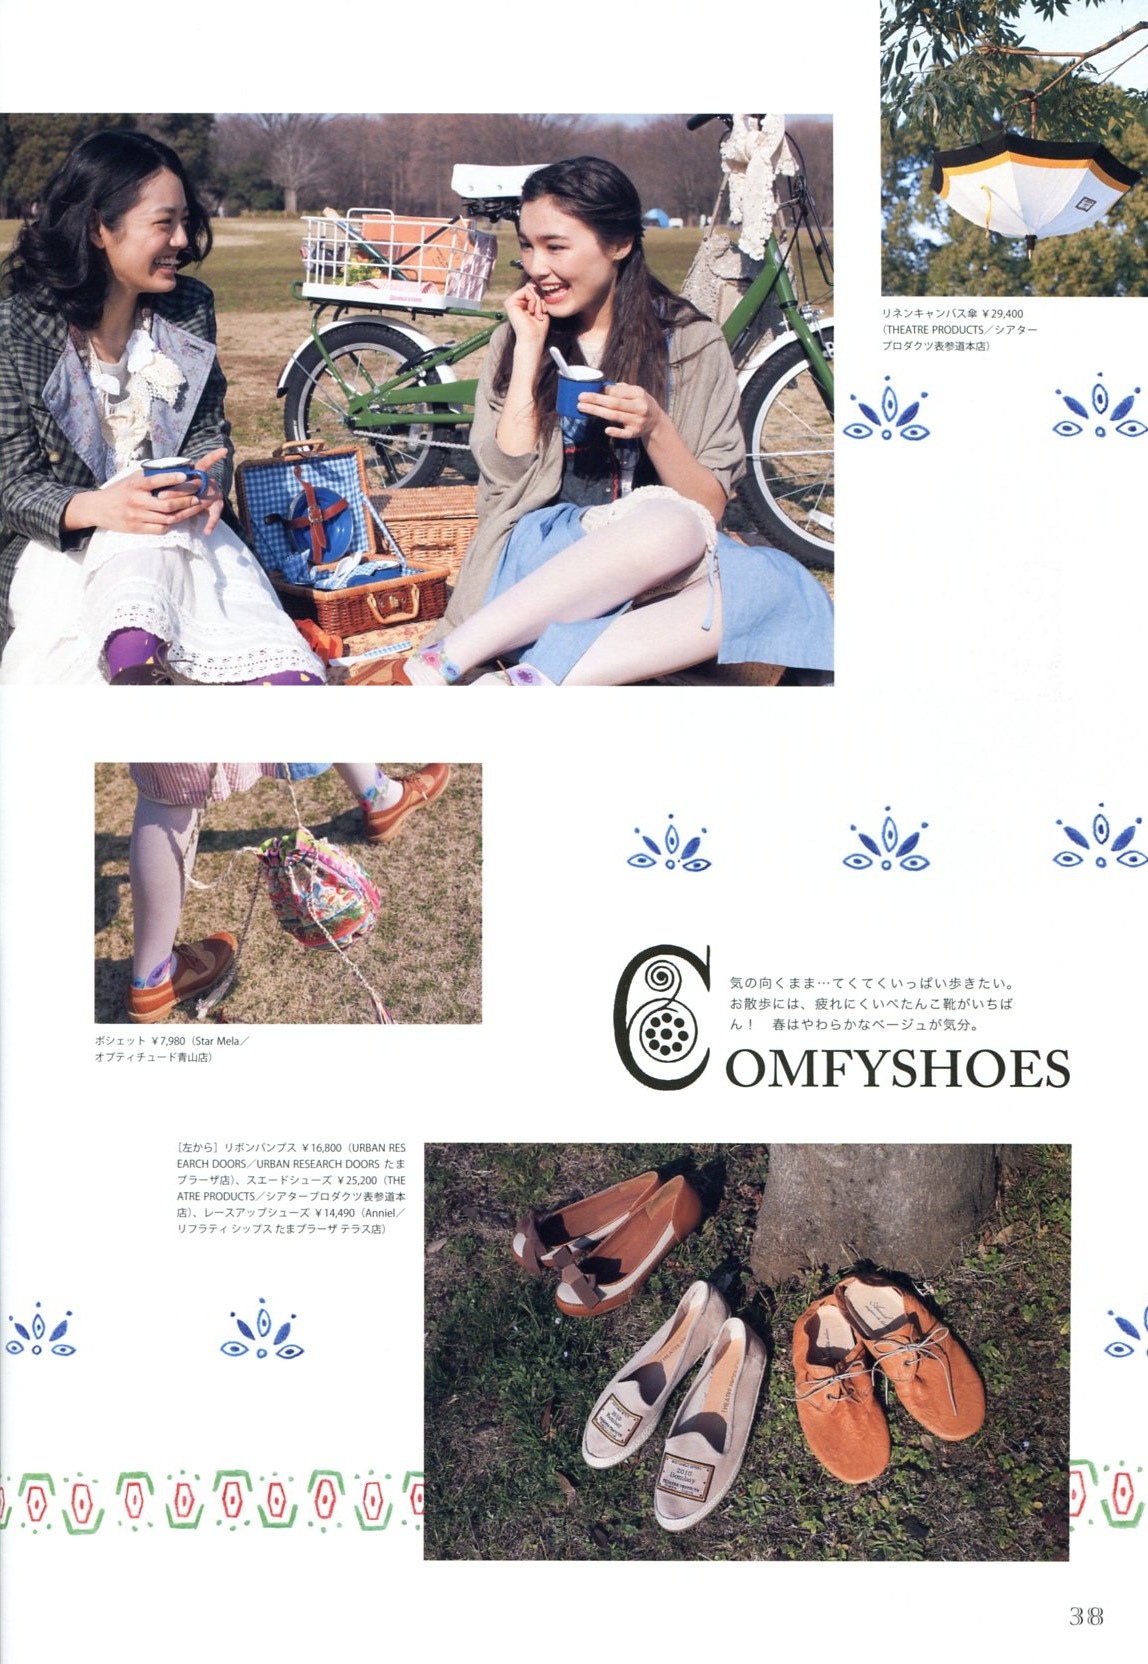 リネンキャンバス傘 ¥29,400
(THEATRE PRODUCTS／シアター
プロダクツ表参道本店)
ポシェット ¥7,980（Star Mela／
オプティチュード青山店）
気の向くまま…てくてくいっぱい歩きたい。
お散歩には、疲れにくいぺたんこ靴がいちば
ん！　春はやわらかなベージュが気分。
COMFYSHOES
［左から］リボンパンプス ¥16,800（URBAN RES
EARCH DOORS／URBAN RESEARCH DOORS たま
プラーザ店）、スエードシューズ ¥25,200（THE
ATRE PRODUCTS／シアタープロダクツ表参道本
店）、レースアップシューズ ¥14,490（Anniel／
リフラティ シップス たまプラーザ テラス店）
2010
Bombay
2010
Bombay
38